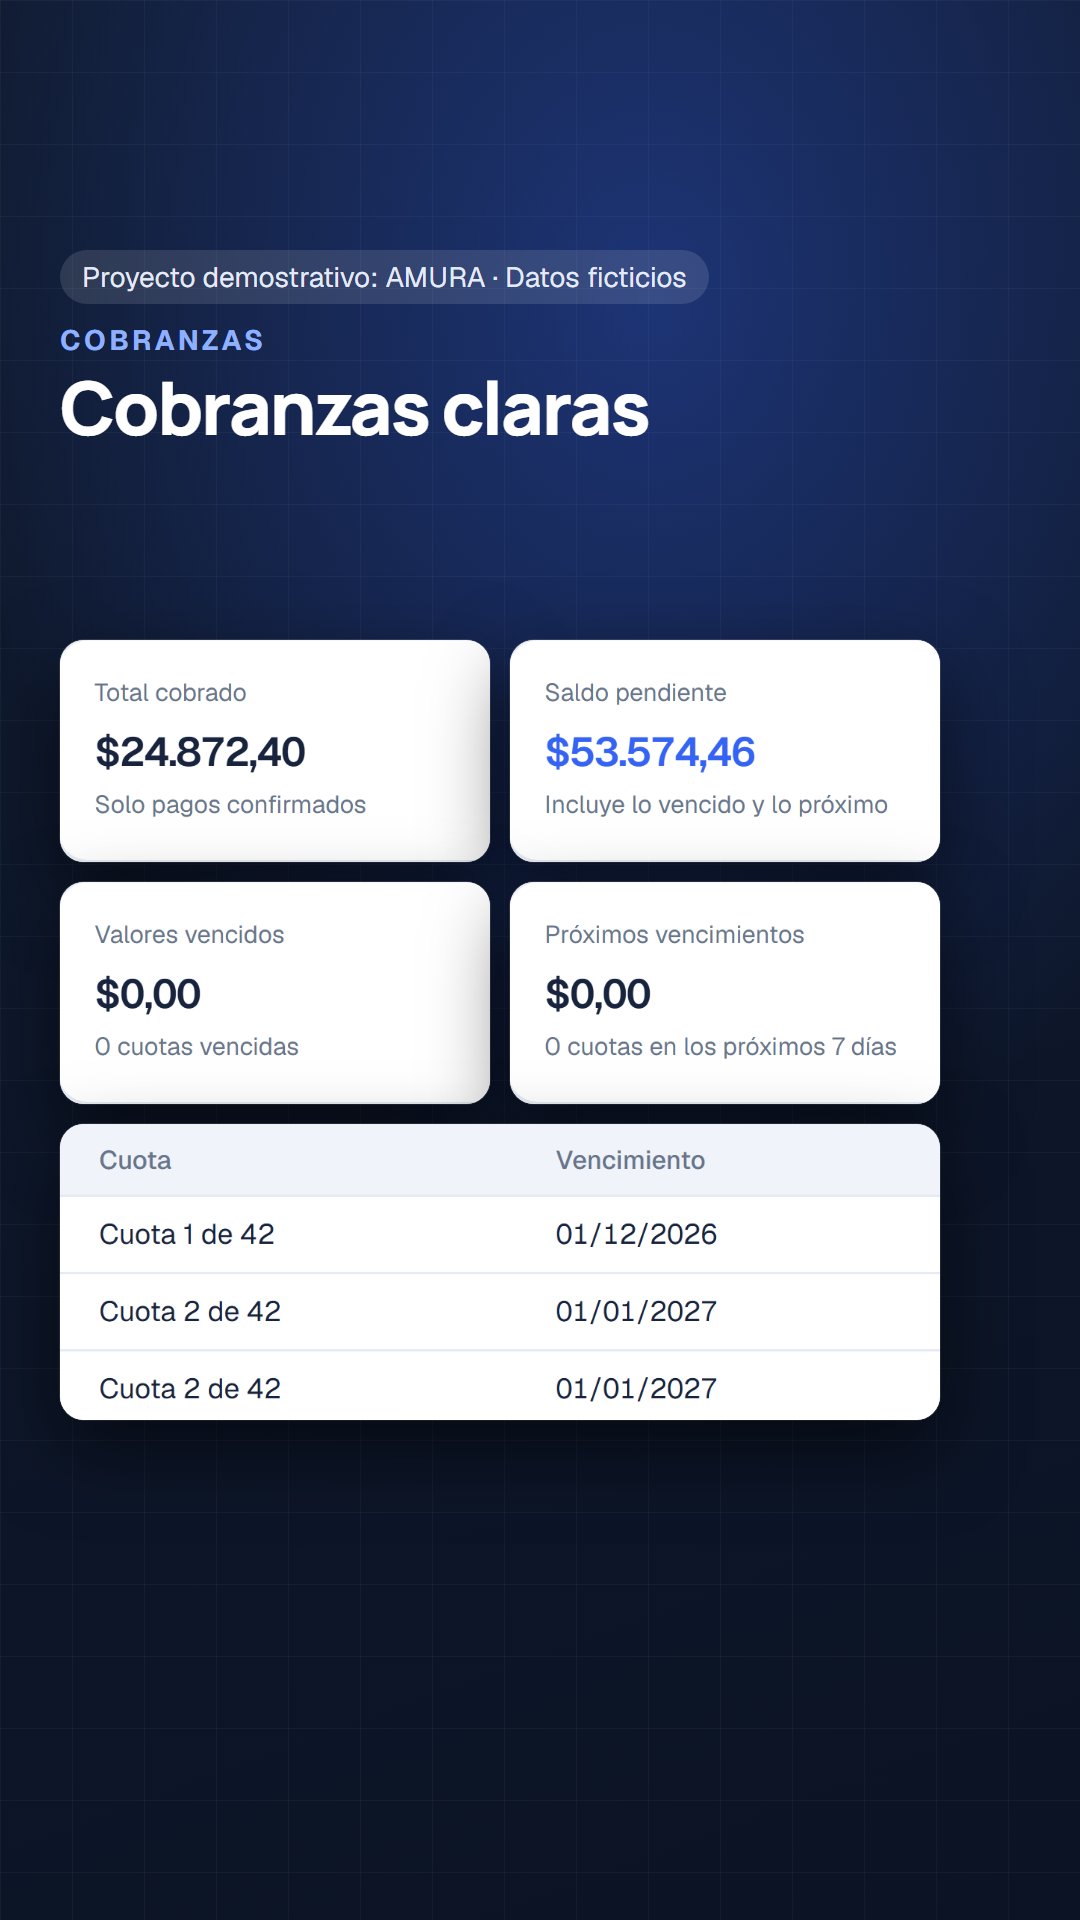 Proyecto demostrativo: AMURA · Datos ficticios
COBRANZAS
Cobranzas claras
Total cobrado
$24.872,40
Solo pagos confirmados
Saldo pendiente
$53.574,46
Incluye lo vencido y lo próximo
Valores vencidos
$0,00
0 cuotas vencidas
Próximos vencimientos
$0,00
0 cuotas en los próximos 7 días
Cuota Vencimiento
Cuota 1 de 42 01/12/2026
Cuota 2 de 42 01/01/2027
Cuota 2 de 42 01/01/2027